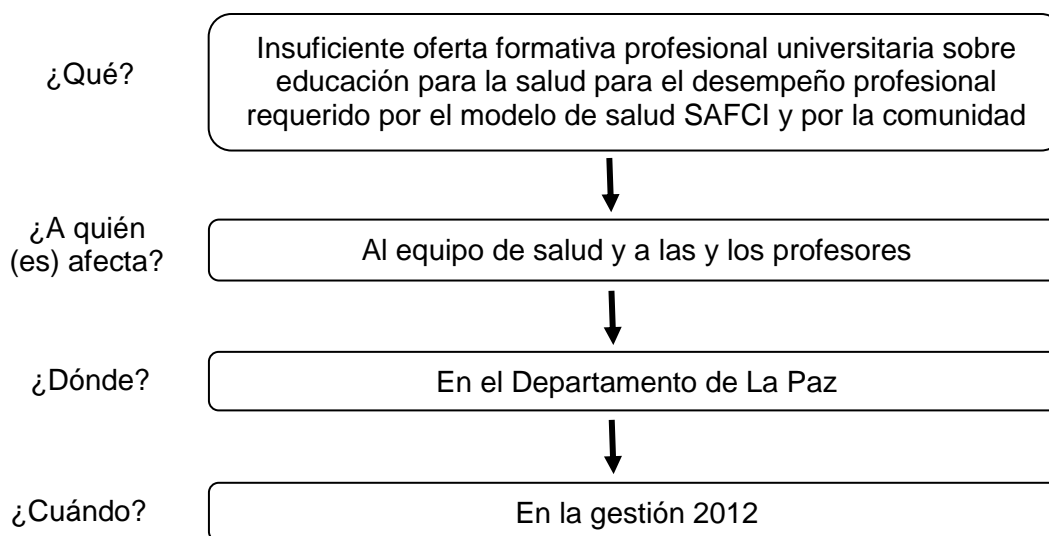 ¿Qué?
Insuficiente oferta formativa profesional universitaria sobre
educación para la salud para el desempeño profesional
requerido por el modelo de salud SAFCI y por la comunidad
¿A quién
(es) afecta?
Al equipo de salud y a las y los profesores
¿Dónde?
En el Departamento de La Paz
¿Cuándo?
En la gestión 2012